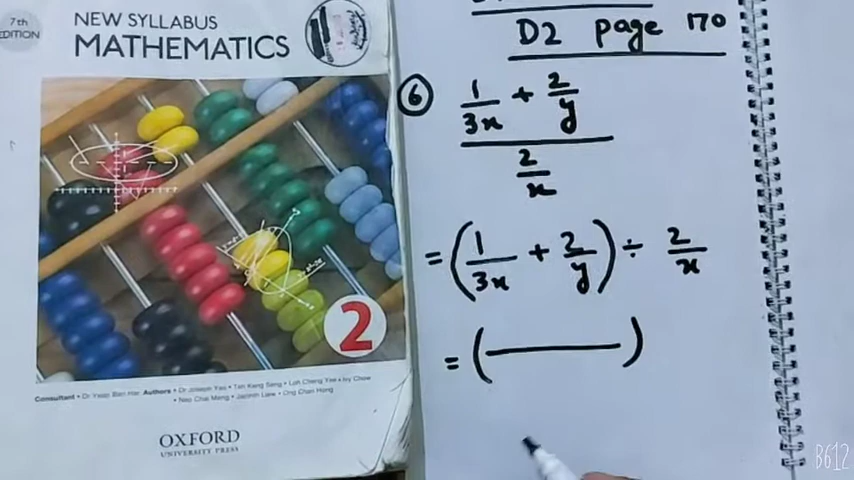 7th
EDITION
NEW SYLLABUS
MATHEMATICS
2
Consultant • Dr Yeap Ban Har Authors • Dr Joseph Yeo • Teh Keng Seng • Loh Cheng Yee • Ivy Chow
• Neo Chai Meng • Jacinth Liew • Ong Chan Hong
OXFORD
UNIVERSITY PRESS
D2 page 170
6
1/3x + 2/y
2/x
= (1/3x + 2/y) ÷ 2/x
= ( )
B612